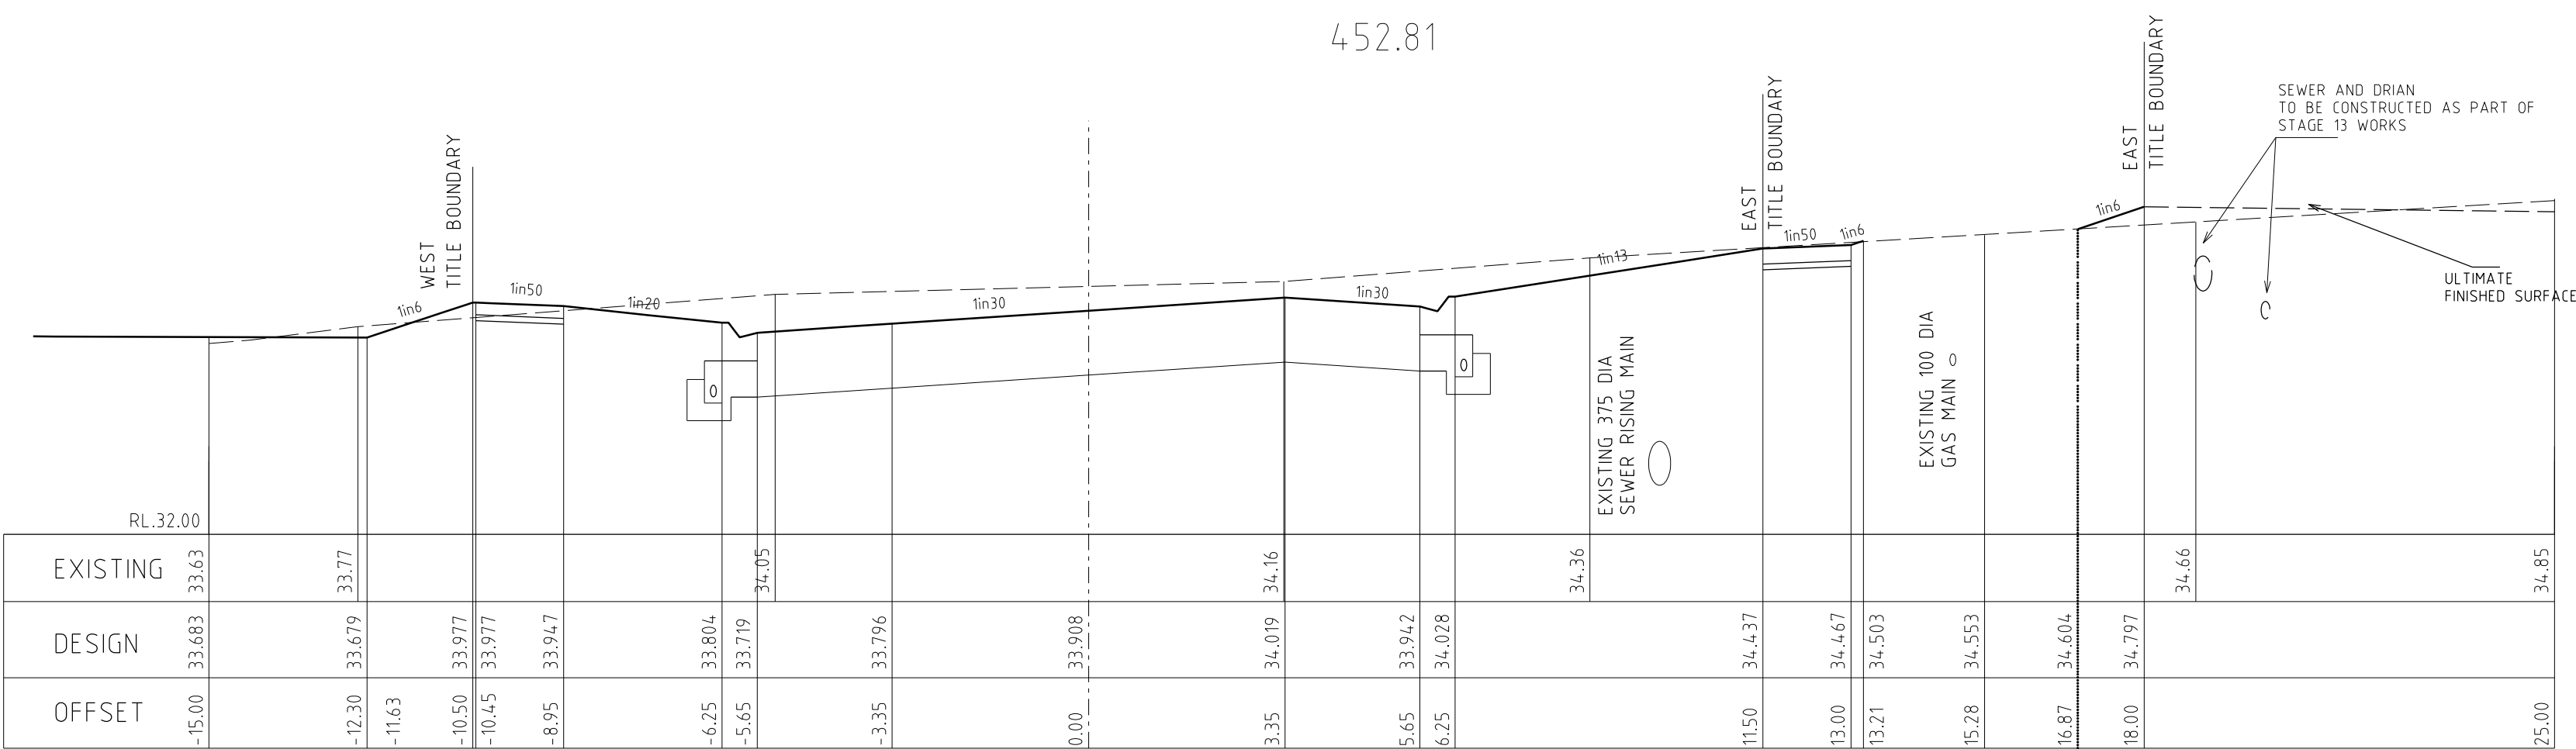 452.81
WEST
TITLE BOUNDARY
EAST
TITLE BOUNDARY
EAST
TITLE BOUNDARY
SEWER AND DRIAN
TO BE CONSTRUCTED AS PART OF
STAGE 13 WORKS
1in6
1in50
1in20
1in30
1in30
1in13
1in50
1in6
1in6
ULTIMATE
FINISHED SURFACE
EXISTING 375 DIA
SEWER RISING MAIN
EXISTING 100 DIA
GAS MAIN
RL.32.00
EXISTING 33.63 33.77 34.05 34.16 34.36 34.66 34.85
DESIGN 33.683 33.679 33.977 33.977 33.947 33.804 33.719 33.796 33.908 34.019 33.942 34.028 34.437 34.467 34.503 34.553 34.604 34.797
OFFSET -15.00 -12.30 -11.63 -10.50 -10.45 -8.95 -6.25 -5.65 -3.35 0.00 3.35 5.65 6.25 11.50 13.00 13.21 15.28 16.87 18.00 25.00